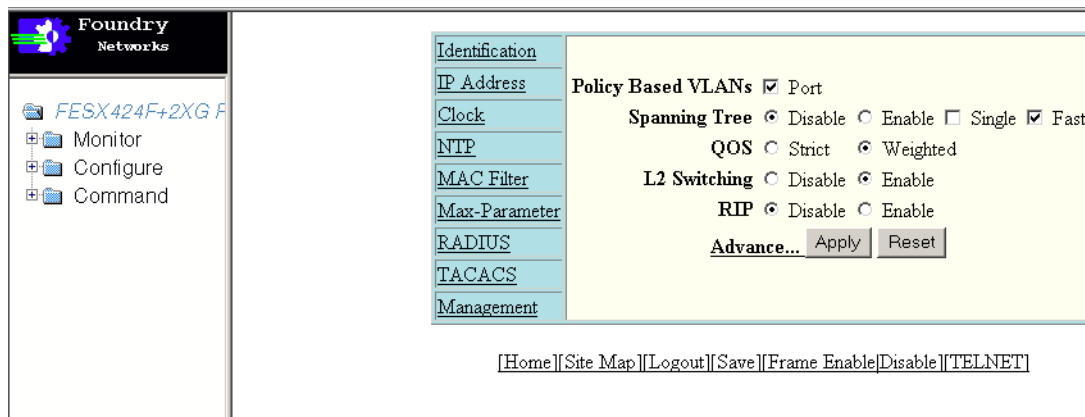 Foundry
Networks
FESX424F+2XG F
Monitor
Configure
Command
Identification
IP Address
Clock
NTP
MAC Filter
Max-Parameter
RADIUS
TACACS
Management
Policy Based VLANs Port
Spanning Tree Disable Enable Single Fast
QOS Strict Weighted
L2 Switching Disable Enable
RIP Disable Enable
Advance... Apply Reset
[Home][Site Map][Logout][Save][Frame Enable|Disable][TELNET]